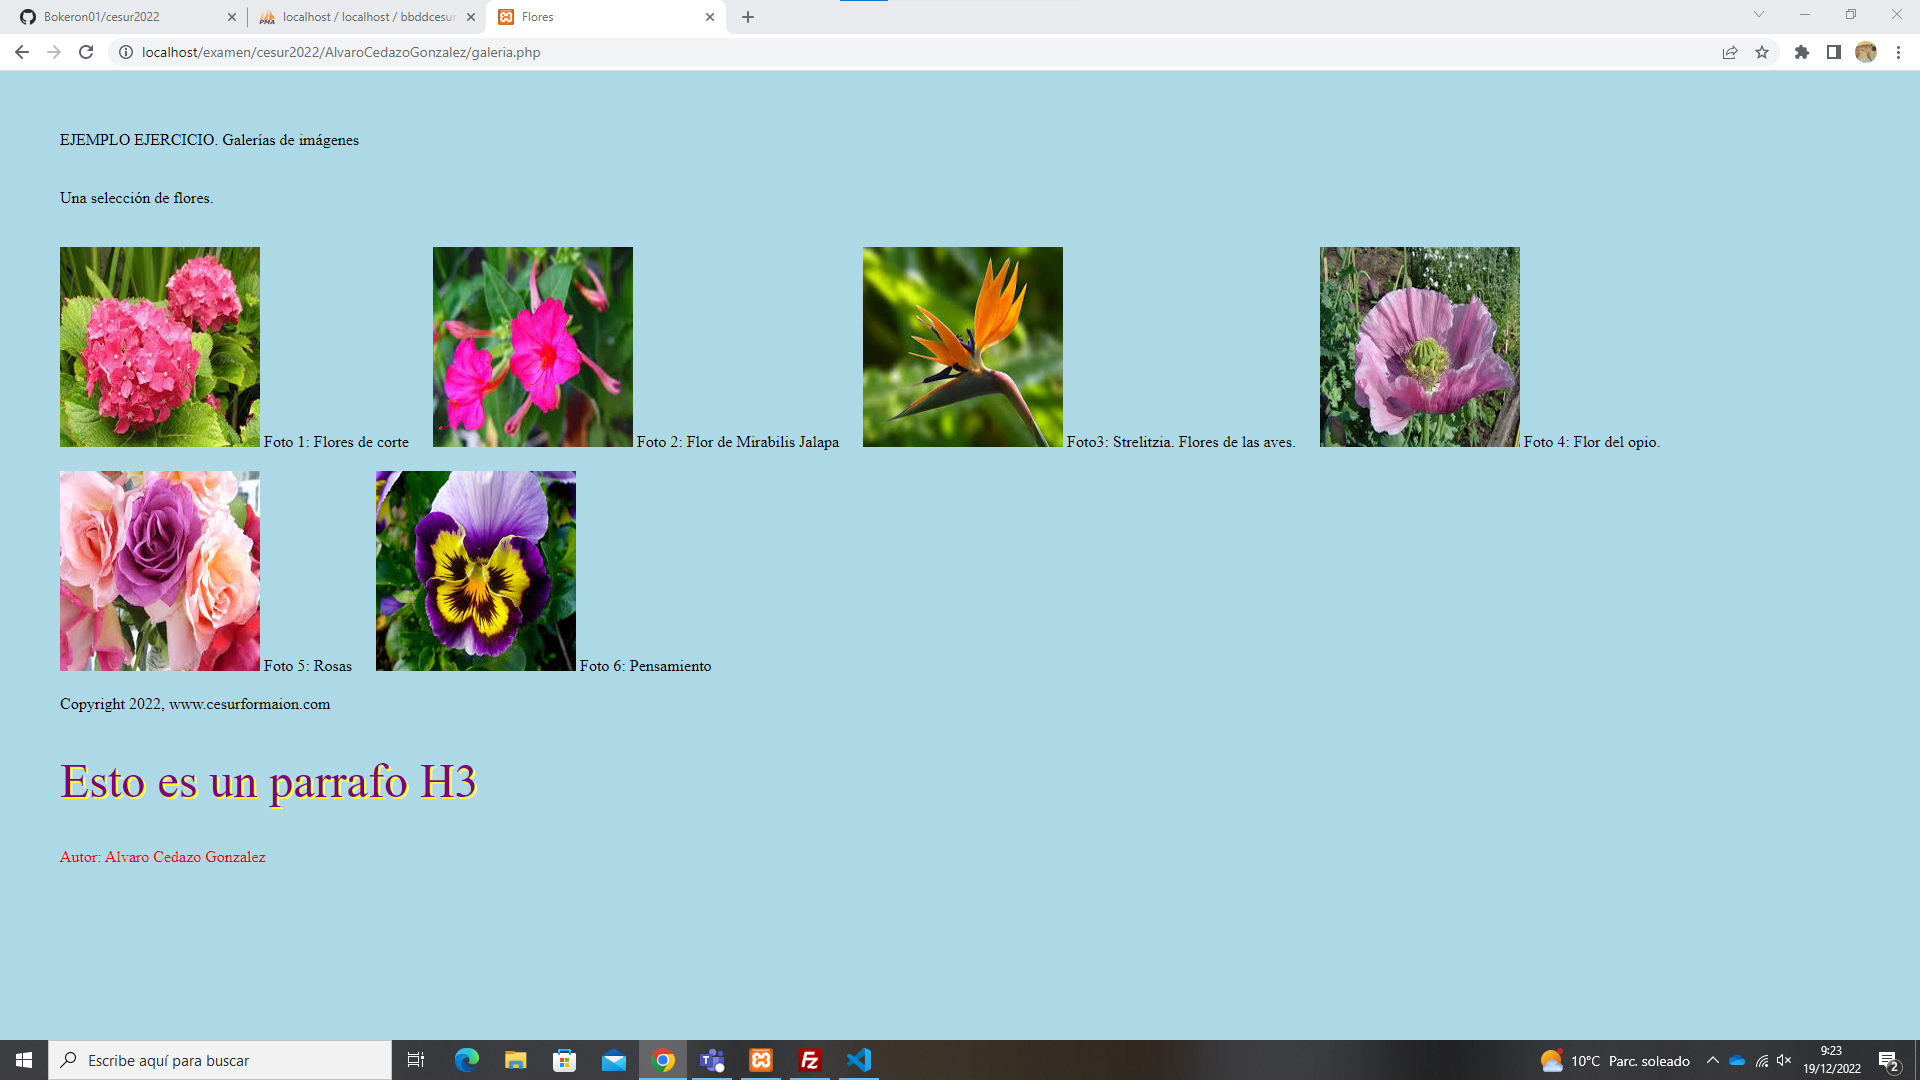 Bokeron01/cesur2022
localhost / localhost / bbddcesur
Flores
localhost/examen/cesur2022/AlvaroCedazoGonzalez/galeria.php
EJEMPLO EJERCICIO. Galerías de imágenes
Una selección de flores.
Foto 1: Flores de corte
Foto 2: Flor de Mirabilis Jalapa
Foto3: Strelitzia. Flores de las aves.
Foto 4: Flor del opio.
Foto 5: Rosas
Foto 6: Pensamiento
Copyright 2022, www.cesurformaion.com
Esto es un parrafo H3
Autor: Alvaro Cedazo Gonzalez
Escribe aquí para buscar
10°C Parc. soleado
9:23
19/12/2022
2